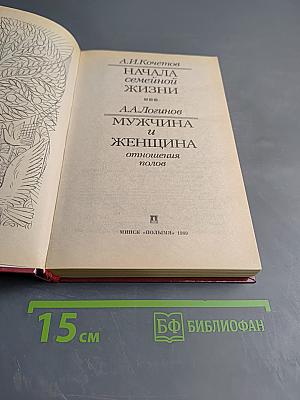 А.И.Кочетов
НАЧАЛА
семейной
ЖИЗНИ
***
А.А.Логинов
МУЖЧИНА
и
ЖЕНЩИНА
отношения
полов
МИНСК «ПОЛЫМЯ» 1989
15 см
БФ БИБЛИОФАН